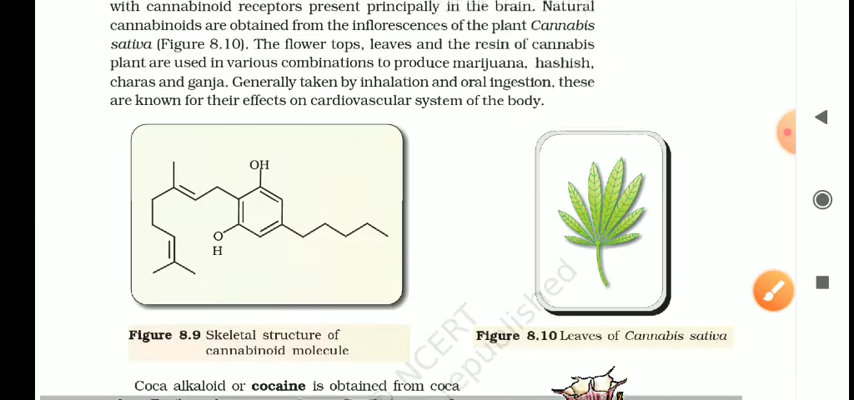 with cannabinoid receptors present principally in the brain. Natural
cannabinoids are obtained from the inflorescences of the plant Cannabis
sativa (Figure 8.10). The flower tops, leaves and the resin of cannabis
plant are used in various combinations to produce marijuana, hashish,
charas and ganja. Generally taken by inhalation and oral ingestion, these
are known for their effects on cardiovascular system of the body.
OH
O
H
Figure 8.9 Skeletal structure of
cannabinoid molecule
Figure 8.10 Leaves of Cannabis sativa
NCERT
republished
Coca alkaloid or cocaine is obtained from coca